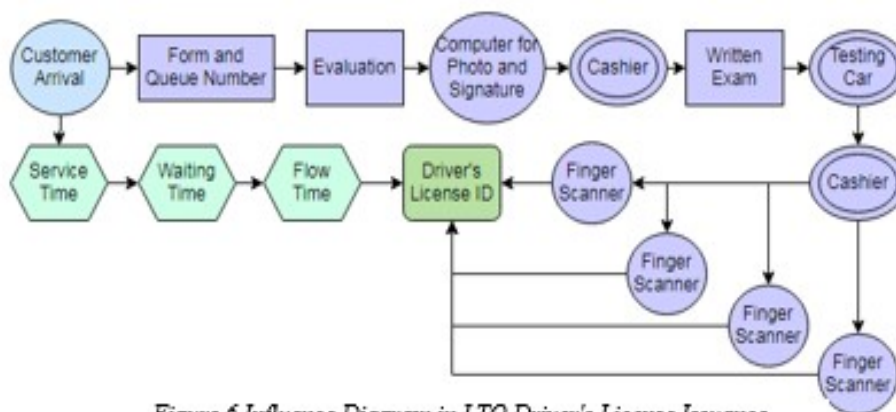 Customer
Arrival
Form and
Queue Number
Evaluation
Computer for
Photo and
Signature
Cashier
Written
Exam
Testing
Car
Service
Time
Waiting
Time
Flow
Time
Driver's
License ID
Finger
Scanner
Cashier
Finger
Scanner
Finger
Scanner
Finger
Scanner
Influence Diagram in LTO Driver's License Issuance